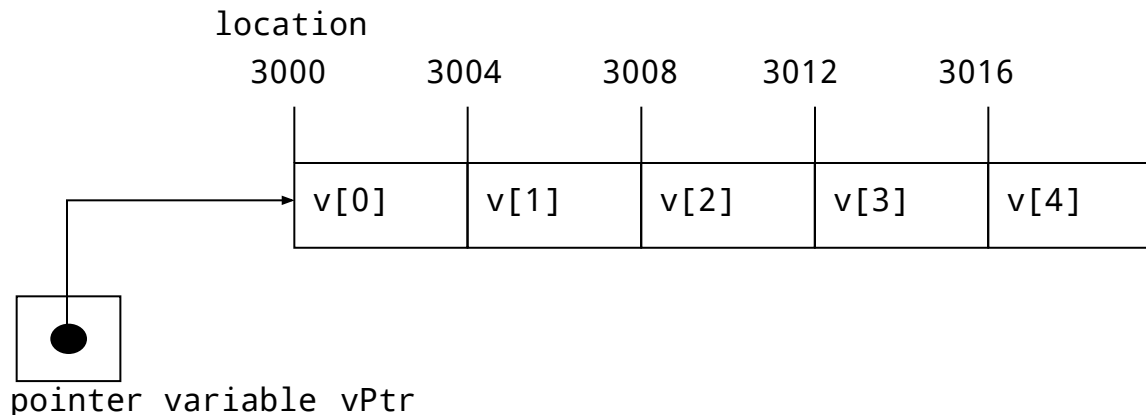 location
3000 3004 3008 3012 3016
v[0] v[1] v[2] v[3] v[4]
pointer variable vPtr